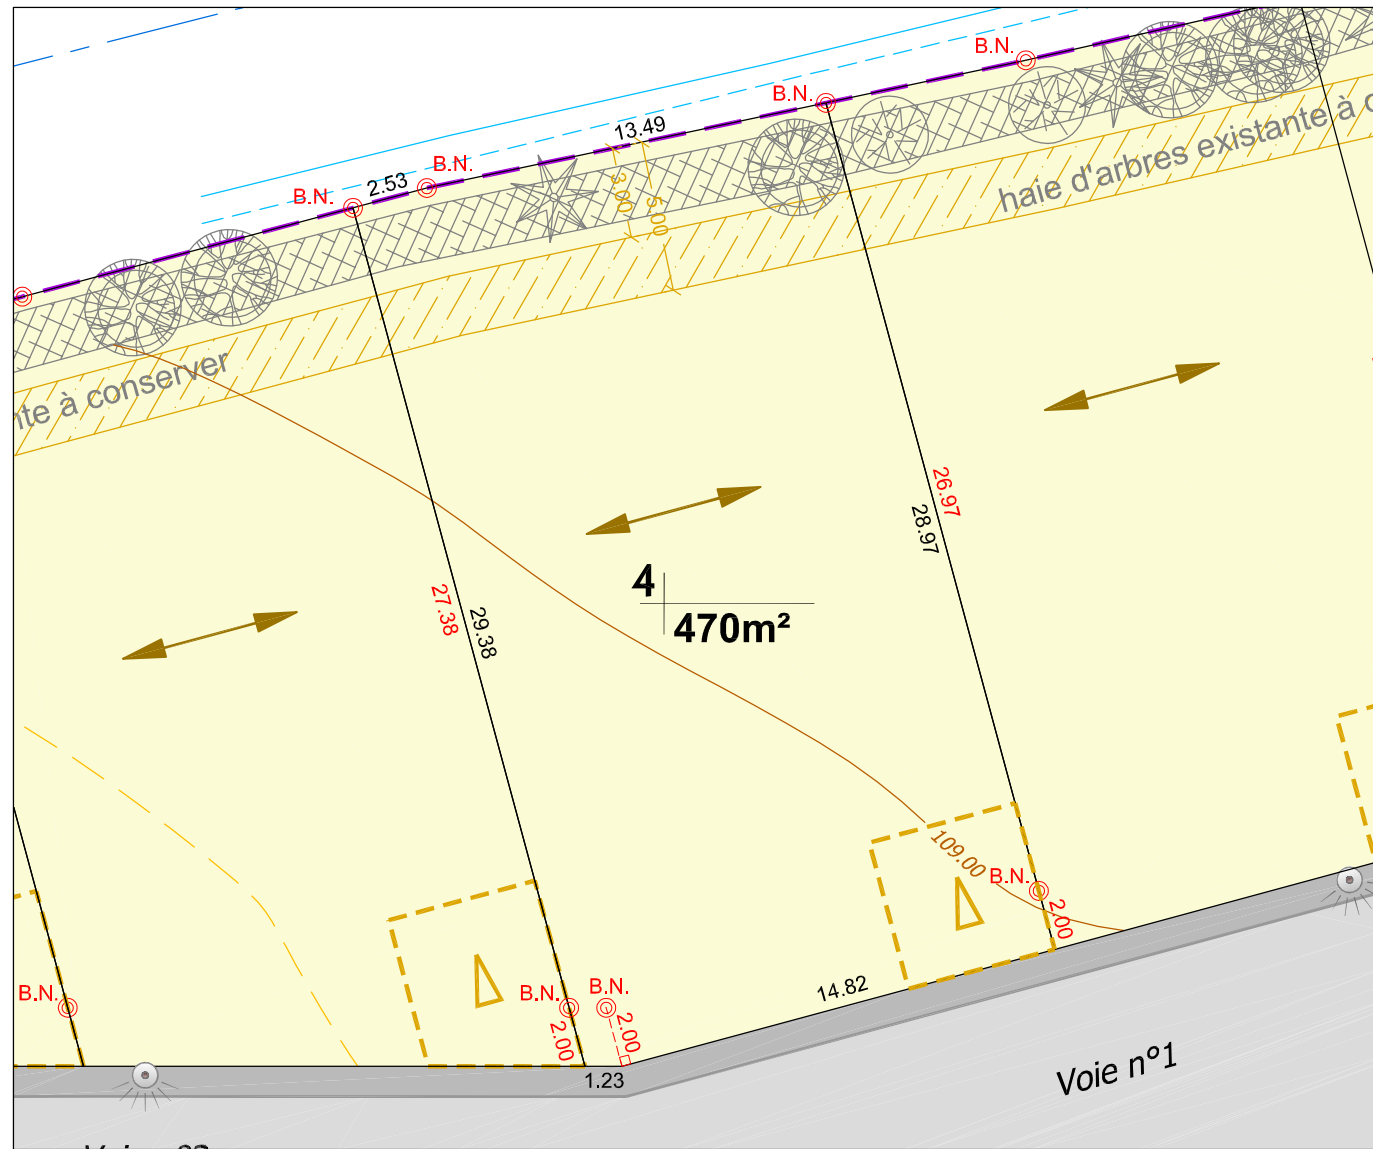 B.N.
B.N.
13.49
B.N.
2.53
B.N.
3.00
5.00
haie d'arbres existante à c
nte à conserver
26.97
28.97
27.38
29.38
4
470m²
109.00
B.N.
2.00
B.N.
B.N.
B.N.
2.00
2.00
14.82
1.23
Voie n°1